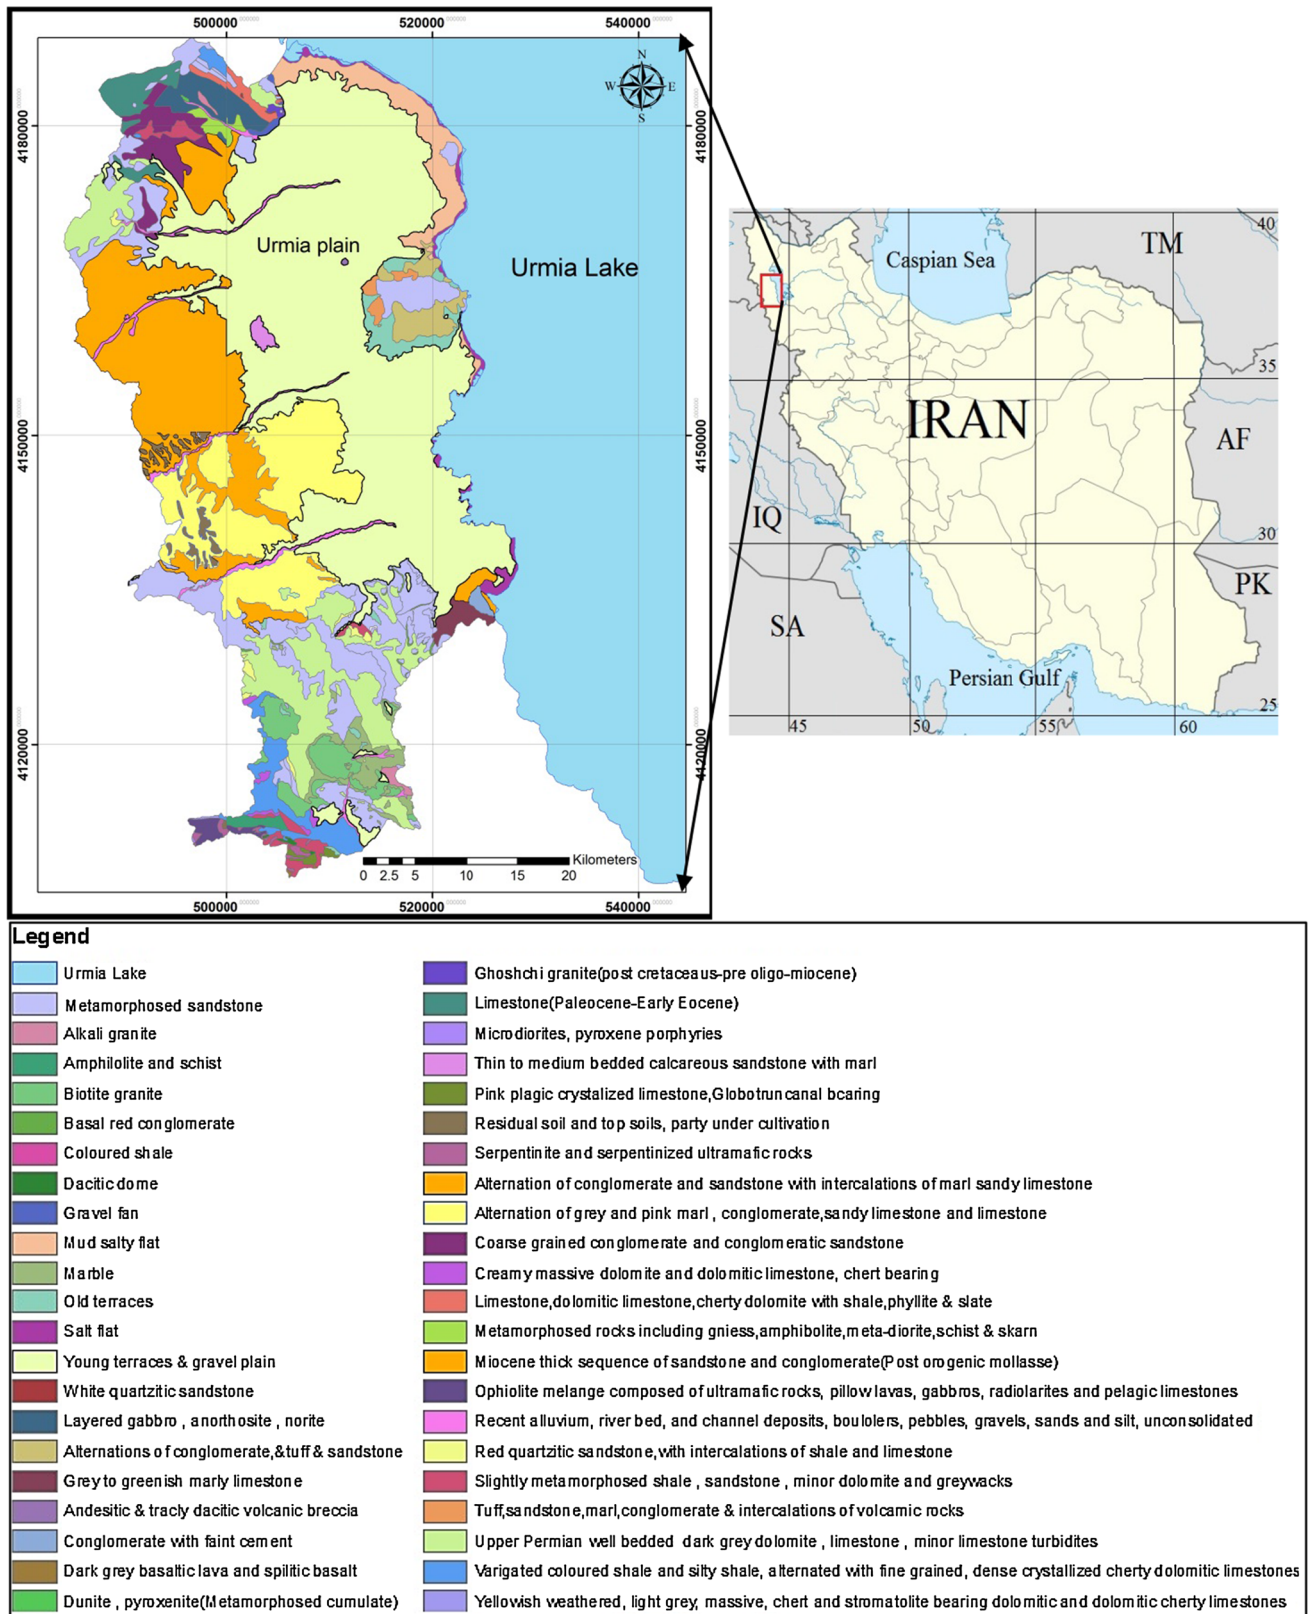 500000 520000 540000
N
W E
S
4180000 4180000
Urmia plain
Urmia Lake
4150000 4150000
4120000 4120000
Kilometers
0 2.5 5 10 15 20
500000 520000 540000
40
TM
Caspian Sea
35
IRAN
AF
IQ
30
PK
SA
Persian Gulf
25
45 50 55 60
Legend
Urmia Lake
Metamorphosed sandstone
Alkali granite
Amphilolite and schist
Biotite granite
Basal red conglomerate
Coloured shale
Dacitic dome
Gravel fan
Mud salty flat
Marble
Old terraces
Salt flat
Young terraces & gravel plain
White quartzitic sandstone
Layered gabbro , anorthosite , norite
Alternations of conglomerate,&tuff & sandstone
Grey to greenish marly limestone
Andesitic & tracly dacitic volcanic breccia
Conglomerate with faint cement
Dark grey basaltic lava and spilitic basalt
Dunite , pyroxenite(Metamorphosed cumulate)
Ghoshchi granite(post cretaceaus-pre oligo-miocene)
Limestone(Paleocene-Early Eocene)
Microdiorites, pyroxene porphyries
Thin to medium bedded calcareous sandstone with marl
Pink plagic crystalized limestone,Globotruncanal bcaring
Residual soil and top soils, party under cultivation
Serpentinite and serpentinized ultramafic rocks
Alternation of conglomerate and sandstone with intercalations of marl sandy limestone
Alternation of grey and pink marl , conglomerate,sandy limestone and limestone
Coarse grained conglomerate and conglomeratic sandstone
Creamy massive dolomite and dolomitic limestone, chert bearing
Limestone,dolomitic limestone,cherty dolomite with shale,phyllite & slate
Metamorphosed rocks including gniess,amphibolite,meta-diorite,schist & skarn
Miocene thick sequence of sandstone and conglomerate(Post orogenic mollasse)
Ophiolite melange composed of ultramafic rocks, pillow lavas, gabbros, radiolarites and pelagic limestones
Recent alluvium, river bed, and channel deposits, boulolers, pebbles, gravels, sands and silt, unconsolidated
Red quartzitic sandstone,with intercalations of shale and limestone
Slightly metamorphosed shale , sandstone , minor dolomite and greywacks
Tuff,sandstone,marl,conglomerate & intercalations of volcamic rocks
Upper Permian well bedded dark grey dolomite , limestone , minor limestone turbidites
Varigated coloured shale and silty shale, alternated with fine grained, dense crystallized cherty dolomitic limestones
Yellowish weathered, light grey, massive, chert and stromatolite bearing dolomitic and dolomitic cherty limestones